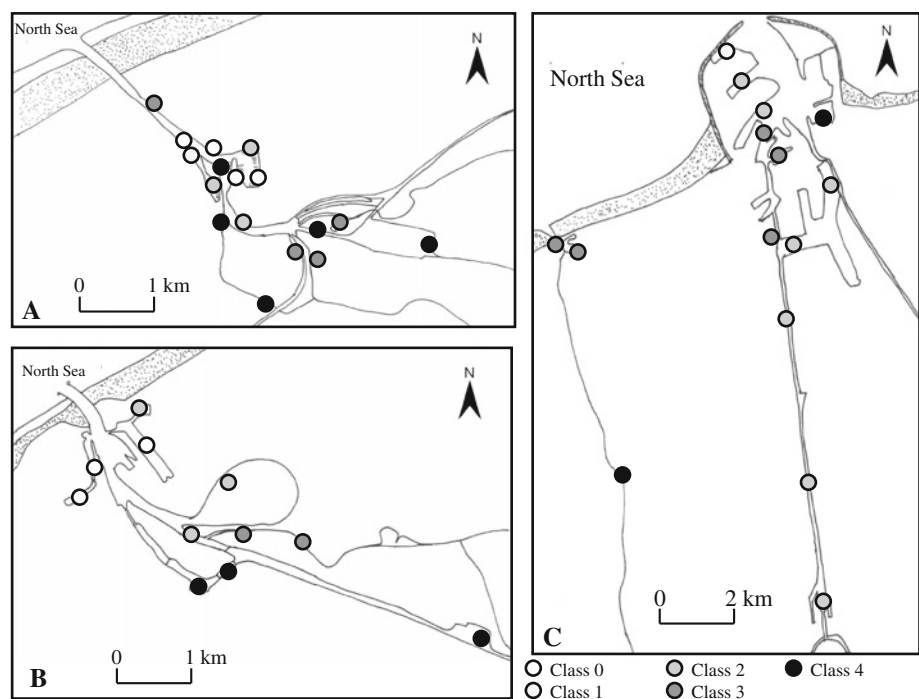 North Sea
N
0 1 km
A
North Sea
N
0 1 km
B
North Sea
N
0 2 km
C
Class 0 Class 2 Class 4
Class 1 Class 3